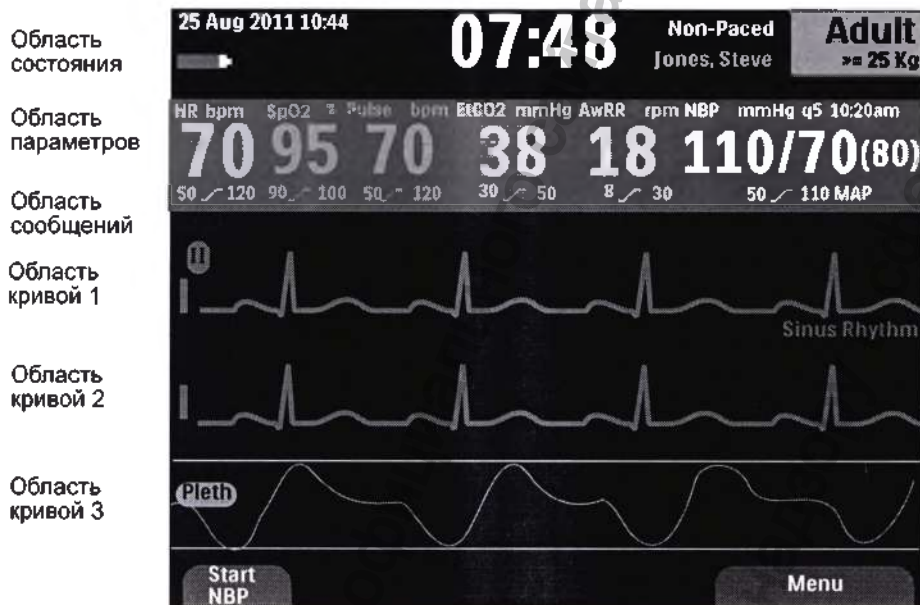 Область
состояния
Область
параметров
Область
сообщений
Область
кривой 1
Область
кривой 2
Область
кривой 3
25 Aug 2011 10:44
07:48
Non-Paced
Jones, Steve
Adult
>= 25 Kg
HR bpm SpO2 % Pulse bpm EtCO2 mmHg AwRR rpm NBP mmHg q5 10:20am
70 95 70 38 18 110/70(80)
50 120 90 100 50 120 30 50 8 30 50 110 MAP
II
Sinus Rhythm
Pleth
Start
NBP
Menu